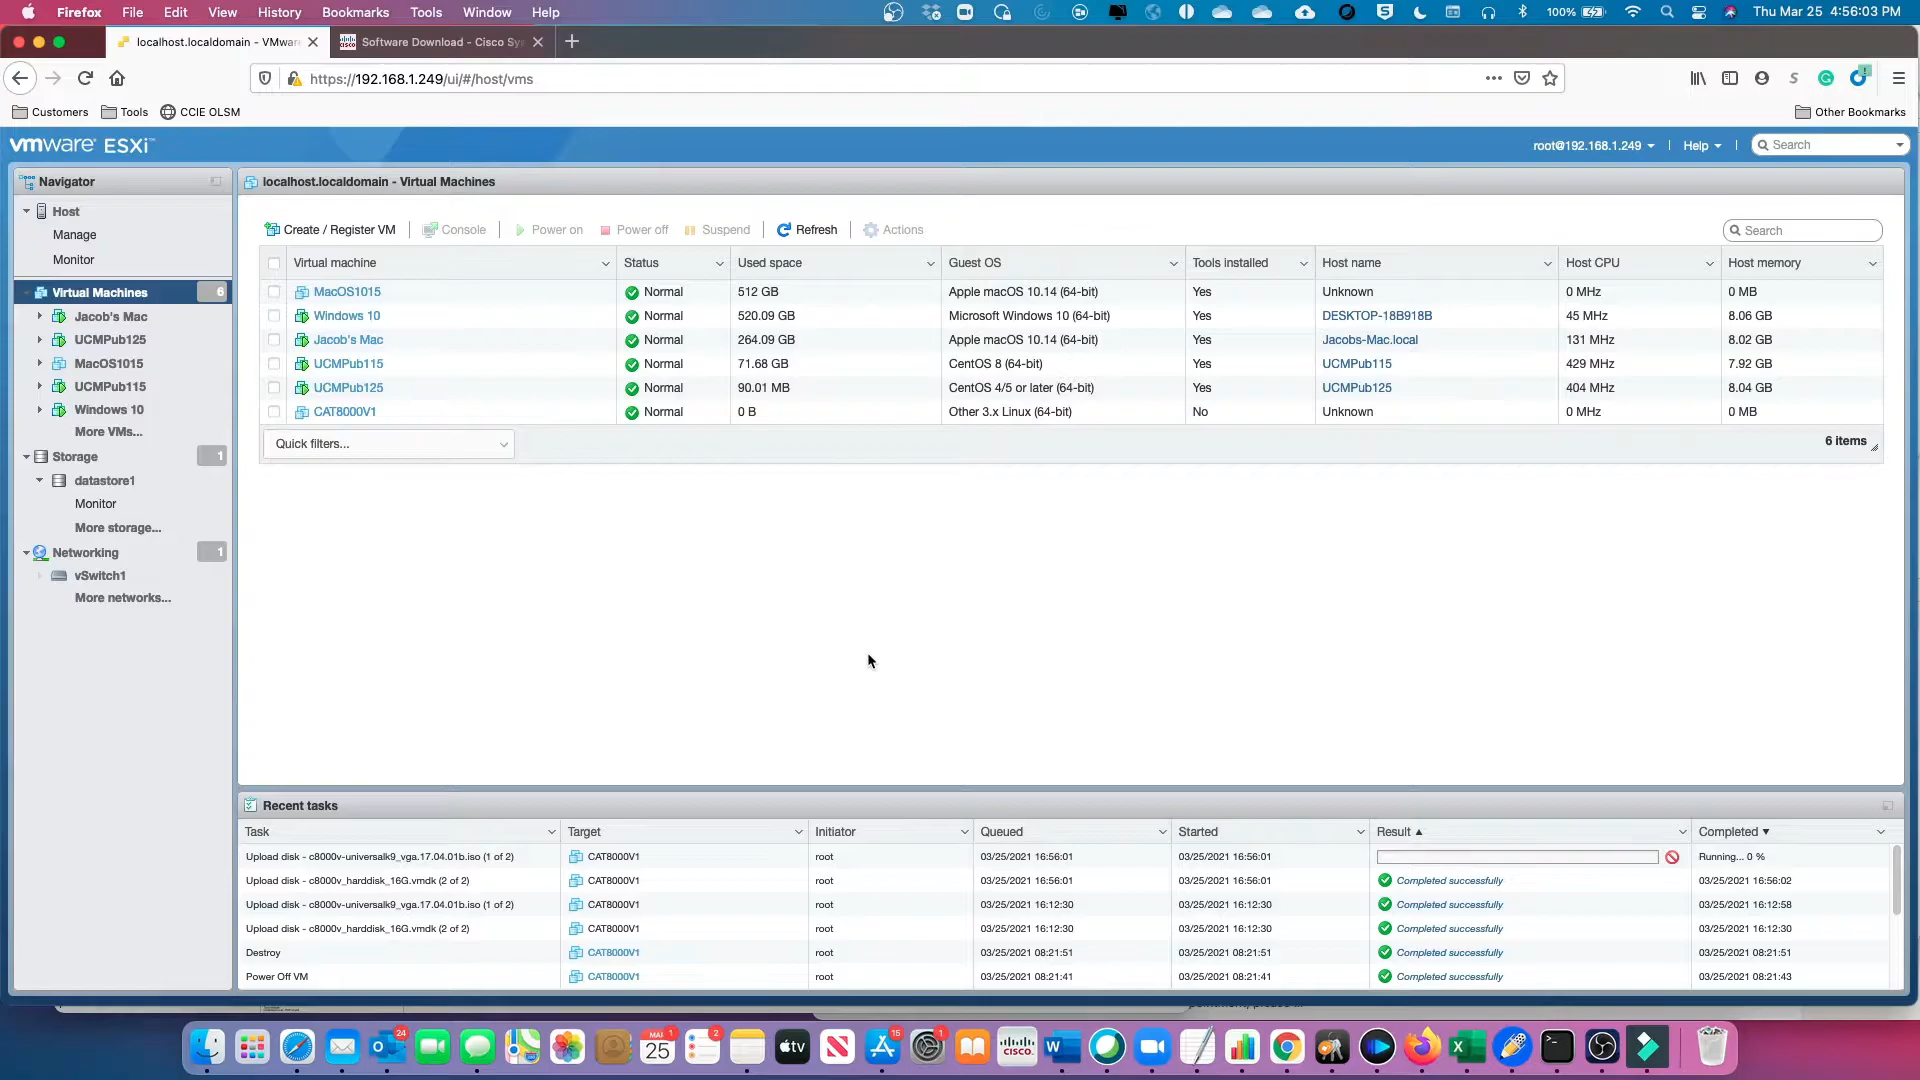 Firefox File Edit View History Bookmarks Tools Window Help 100% Thu Mar 25 4:56:03 PM
localhost.localdomain - VMware Software Download - Cisco Sy
https://192.168.1.249/ui/#/host/vms
Customers Tools CCIE OLSM Other Bookmarks
vmware ESXi root@192.168.1.249 Help Search
Navigator
Host
Manage
Monitor
Virtual Machines 6
Jacob's Mac
UCMPub125
MacOS1015
UCMPub115
Windows 10
More VMs...
Storage 1
datastore1
Monitor
More storage...
Networking 1
vSwitch1
More networks...
localhost.localdomain - Virtual Machines
Create / Register VM Console Power on Power off Suspend Refresh Actions Search
Virtual machine Status Used space Guest OS Tools installed Host name Host CPU Host memory
MacOS1015 Normal 512 GB Apple macOS 10.14 (64-bit) Yes Unknown 0 MHz 0 MB
Windows 10 Normal 520.09 GB Microsoft Windows 10 (64-bit) Yes DESKTOP-18B918B 45 MHz 8.06 GB
Jacob's Mac Normal 264.09 GB Apple macOS 10.14 (64-bit) Yes Jacobs-Mac.local 131 MHz 8.02 GB
UCMPub115 Normal 71.68 GB CentOS 8 (64-bit) Yes UCMPub115 429 MHz 7.92 GB
UCMPub125 Normal 90.01 MB CentOS 4/5 or later (64-bit) Yes UCMPub125 404 MHz 8.04 GB
CAT8000V1 Normal 0 B Other 3.x Linux (64-bit) No Unknown 0 MHz 0 MB
Quick filters... 6 items
Recent tasks
Task Target Initiator Queued Started Result ▲ Completed ▼
Upload disk - c8000v-universalk9_vga.17.04.01b.iso (1 of 2) CAT8000V1 root 03/25/2021 16:56:01 03/25/2021 16:56:01 Running... 0 %
Upload disk - c8000v_harddisk_16G.vmdk (2 of 2) CAT8000V1 root 03/25/2021 16:56:01 03/25/2021 16:56:01 Completed successfully 03/25/2021 16:56:02
Upload disk - c8000v-universalk9_vga.17.04.01b.iso (1 of 2) CAT8000V1 root 03/25/2021 16:12:30 03/25/2021 16:12:30 Completed successfully 03/25/2021 16:12:58
Upload disk - c8000v_harddisk_16G.vmdk (2 of 2) CAT8000V1 root 03/25/2021 16:12:30 03/25/2021 16:12:30 Completed successfully 03/25/2021 16:12:30
Destroy CAT8000V1 root 03/25/2021 08:21:51 03/25/2021 08:21:51 Completed successfully 03/25/2021 08:21:51
Power Off VM CAT8000V1 root 03/25/2021 08:21:41 03/25/2021 08:21:41 Completed successfully 03/25/2021 08:21:43
24 MAR 25 1 2 tv 15 1 CISCO